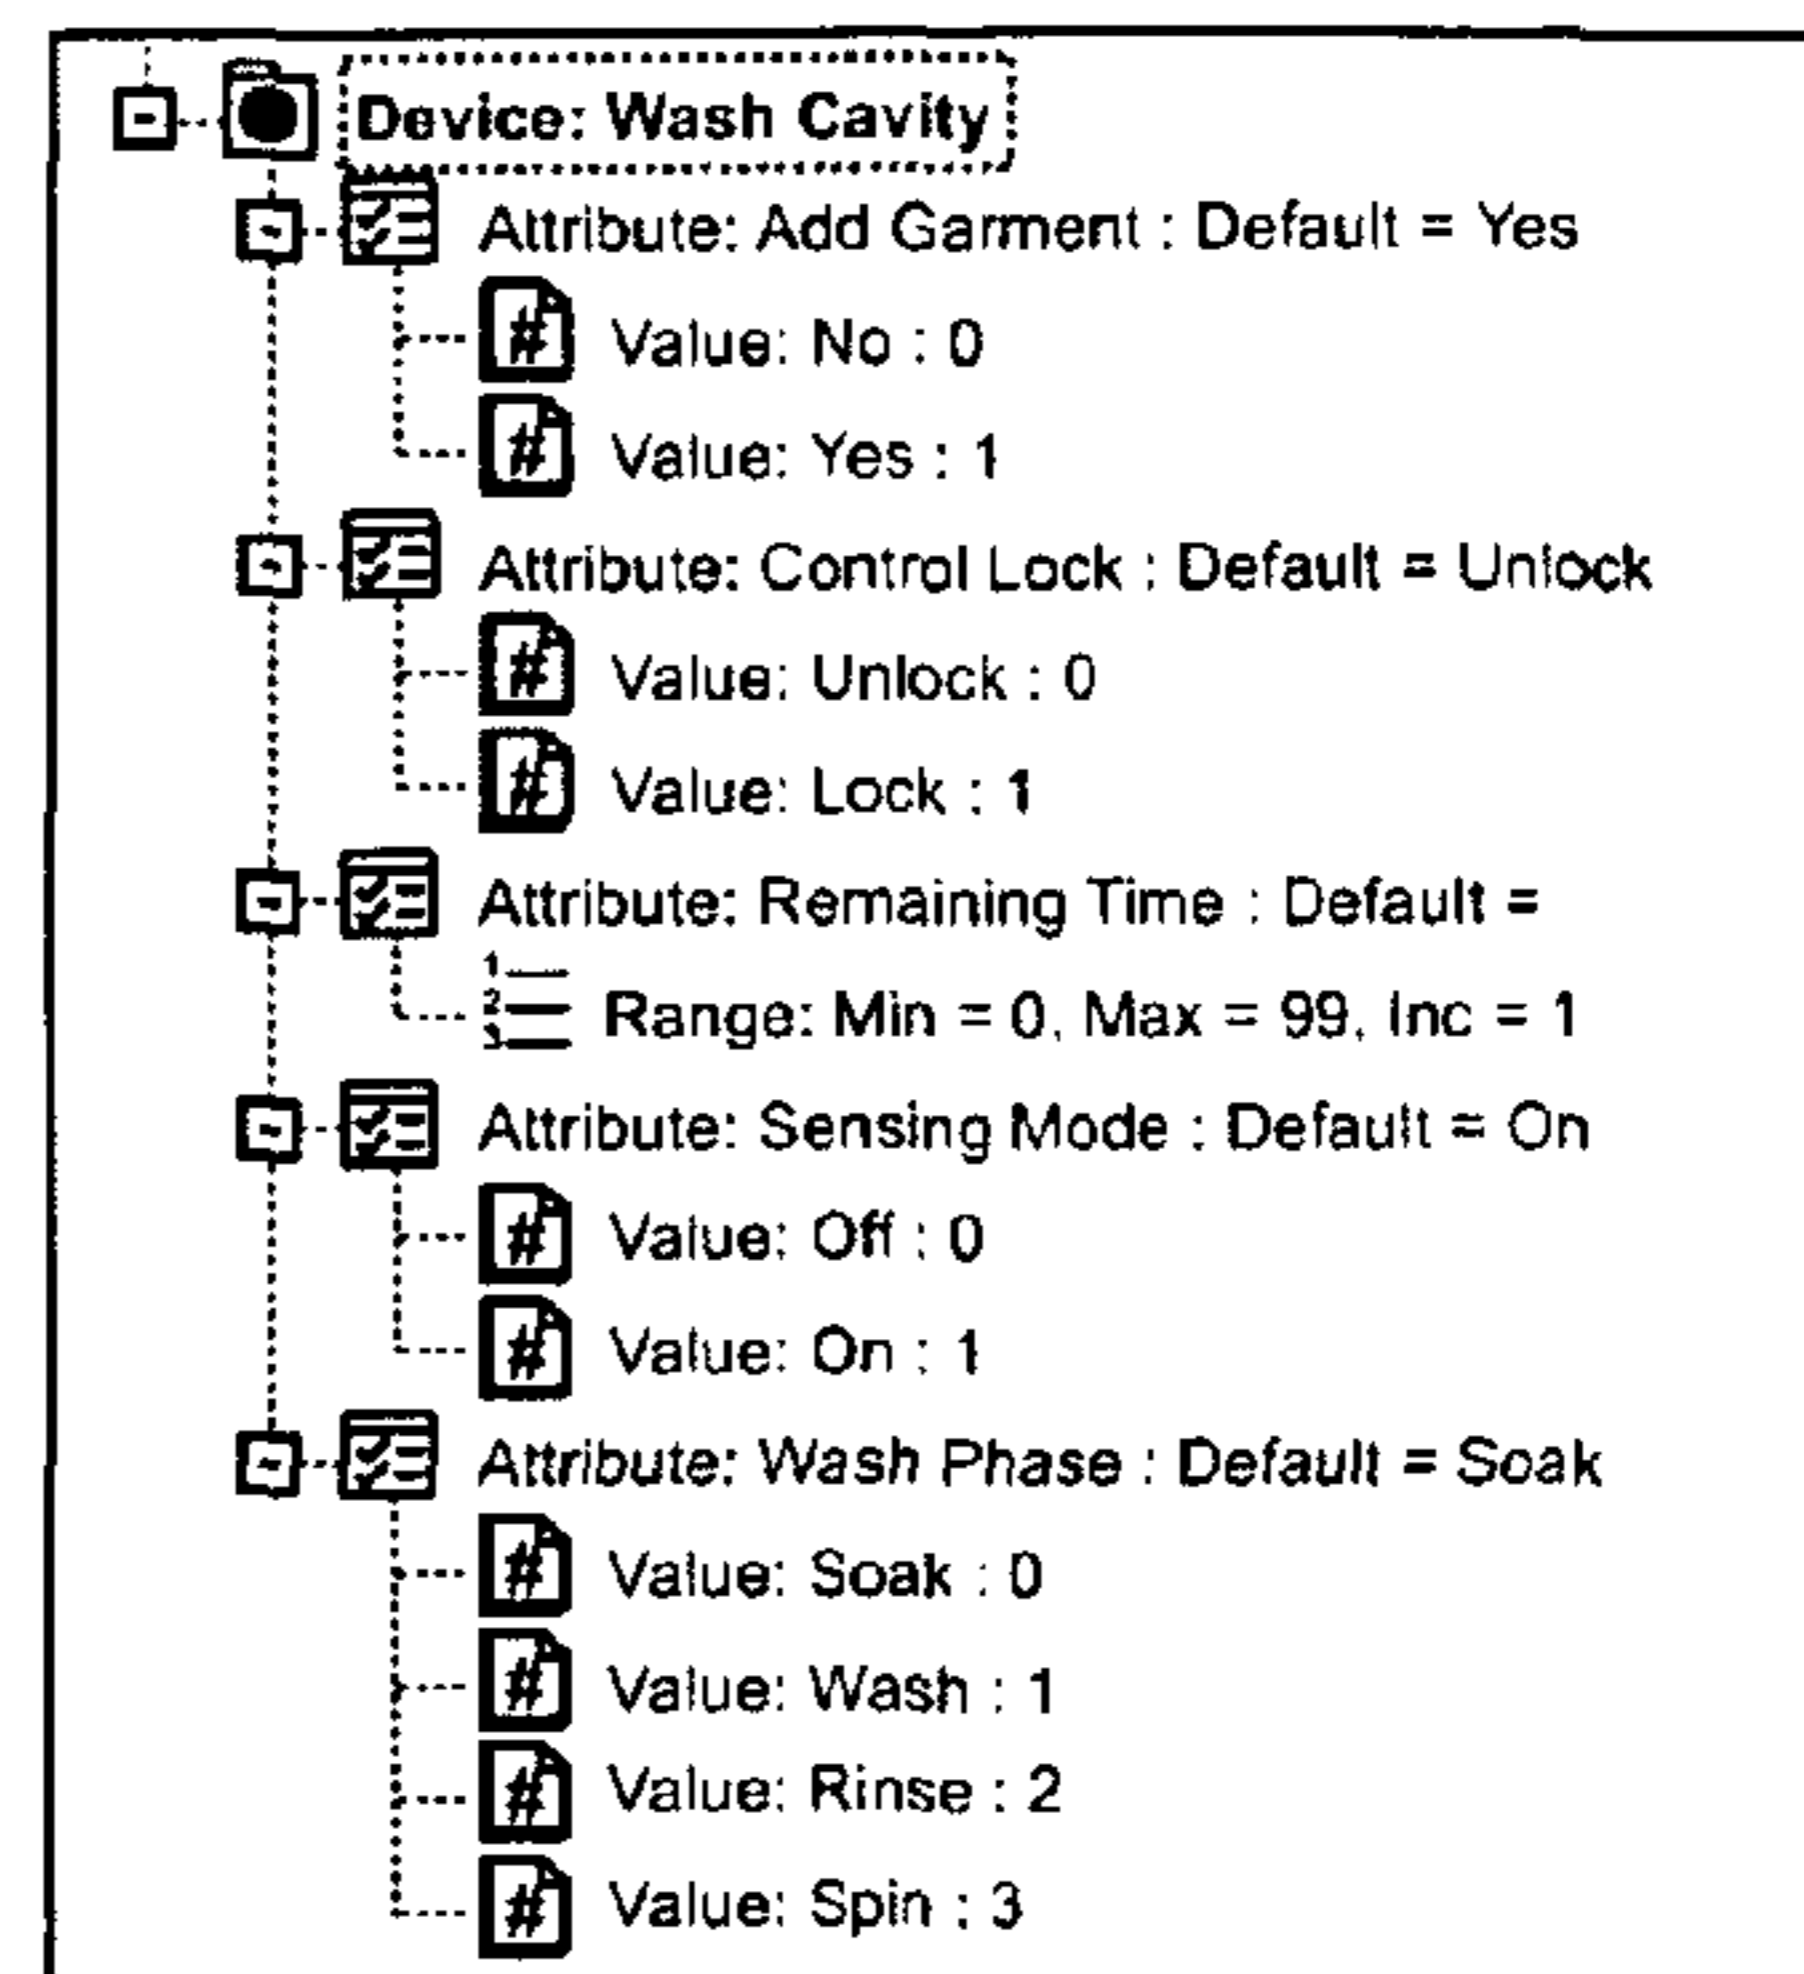 Device: Wash Cavity
Attribute: Add Garment : Default = Yes
# Value: No : 0
# Value: Yes : 1
Attribute: Control Lock : Default = Unlock
# Value: Unlock : 0
# Value: Lock : 1
Attribute: Remaining Time : Default =
1 2 3 Range: Min = 0, Max = 99, Inc = 1
Attribute: Sensing Mode : Default = On
# Value: Off : 0
# Value: On : 1
Attribute: Wash Phase : Default = Soak
# Value: Soak : 0
# Value: Wash : 1
# Value: Rinse : 2
# Value: Spin : 3